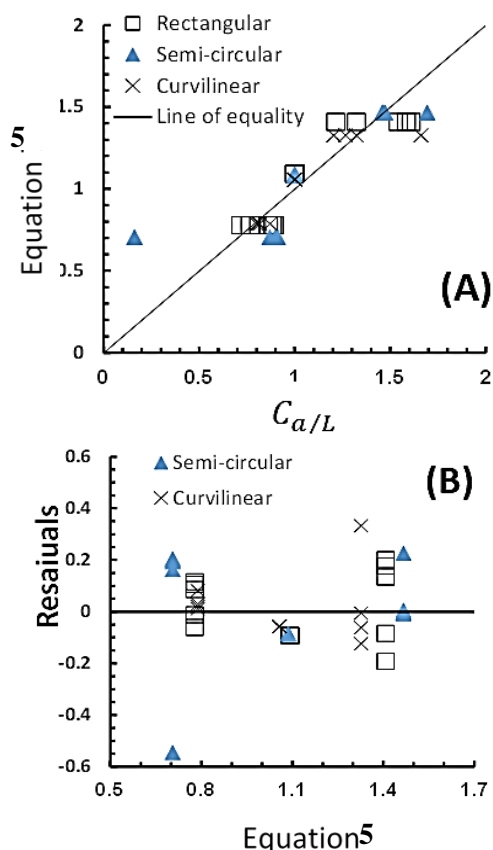 2
Rectangular
Semi-circular
Curvilinear
Line of equality
1.5
1
0.5
0
Equation 5
(A)
0 0.5 1 1.5 2
C_{a/L}
0.6
Semi-circular
Curvilinear
(B)
0.4
0.2
0
-0.2
-0.4
-0.6
Resaiuals
0.5 0.8 1.1 1.4 1.7
Equation5